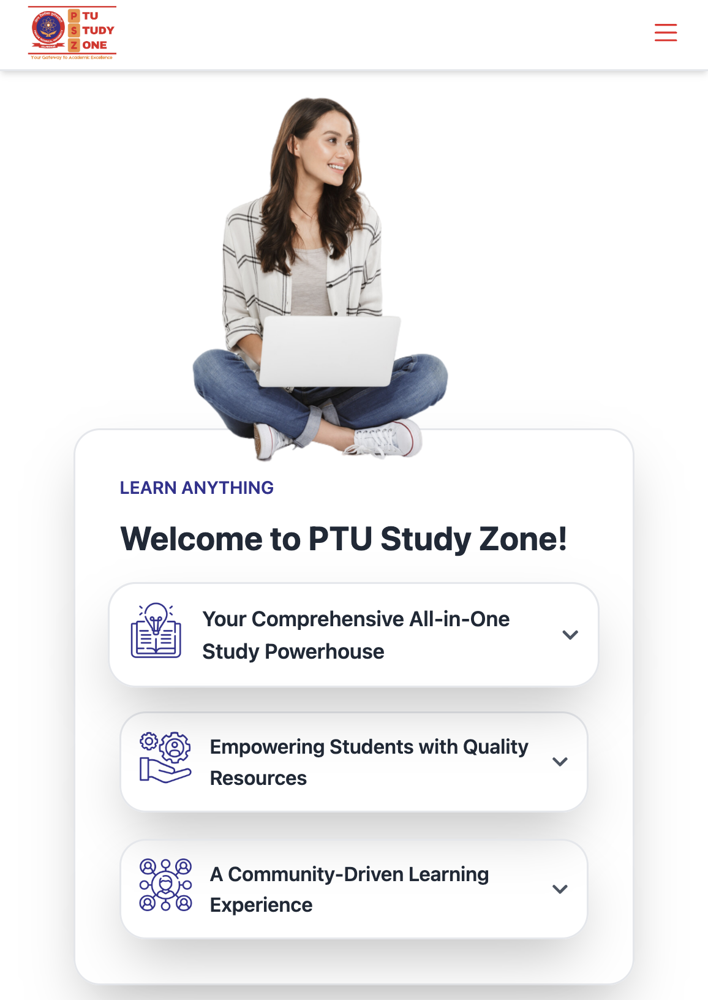 PTU
STUDY
ZONE
JALANDHAR
Your Gateway to Academic Excellence
LEARN ANYTHING
Welcome to PTU Study Zone!
Your Comprehensive All-in-One
Study Powerhouse
Empowering Students with Quality
Resources
A Community-Driven Learning
Experience